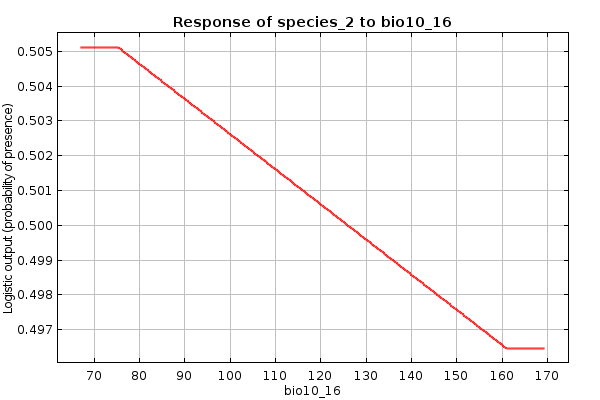 Response of species_2 to bio10_16
Logistic output (probability of presence)
0.505
0.504
0.503
0.502
0.501
0.500
0.499
0.498
0.497
70 80 90 100 110 120 130 140 150 160 170
bio10_16